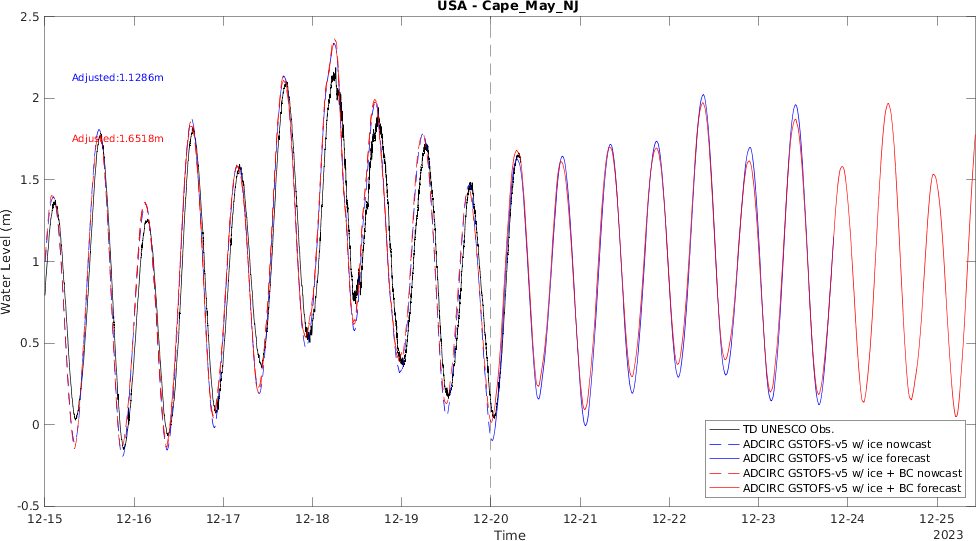 USA - Cape_May_NJ
2.5
2
1.5
1
0.5
0
-0.5
Water Level (m)
Adjusted:1.1286m
Adjusted:1.6518m
TD UNESCO Obs.
ADCIRC GSTOFS-v5 w/ ice nowcast
ADCIRC GSTOFS-v5 w/ ice forecast
ADCIRC GSTOFS-v5 w/ ice + BC nowcast
ADCIRC GSTOFS-v5 w/ ice + BC forecast
12-15 12-16 12-17 12-18 12-19 12-20 12-21 12-22 12-23 12-24 12-25
Time
2023